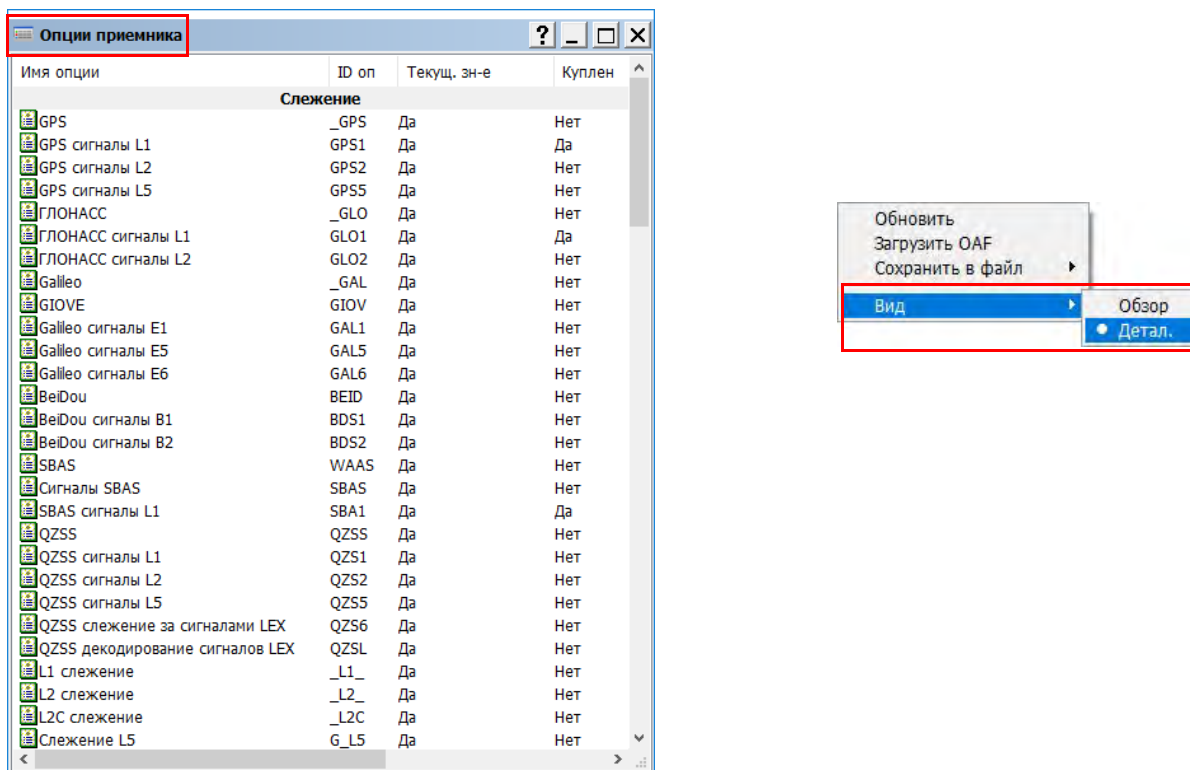 Опции приемника
Имя опции ID оп Текущ. зн-е Куплен
Слежение
GPS _GPS Да Нет
GPS сигналы L1 GPS1 Да Да
GPS сигналы L2 GPS2 Да Нет
GPS сигналы L5 GPS5 Да Нет
ГЛОНАСС _GLO Да Нет
ГЛОНАСС сигналы L1 GLO1 Да Да
ГЛОНАСС сигналы L2 GLO2 Да Нет
Galileo _GAL Да Нет
GIOVE GIOV Да Нет
Galileo сигналы E1 GAL1 Да Нет
Galileo сигналы E5 GAL5 Да Нет
Galileo сигналы E6 GAL6 Да Нет
BeiDou BEID Да Нет
BeiDou сигналы B1 BDS1 Да Нет
BeiDou сигналы B2 BDS2 Да Нет
SBAS WAAS Да Нет
Сигналы SBAS SBAS Да Нет
SBAS сигналы L1 SBA1 Да Да
QZSS QZSS Да Нет
QZSS сигналы L1 QZS1 Да Нет
QZSS сигналы L2 QZS2 Да Нет
QZSS сигналы L5 QZS5 Да Нет
QZSS слежение за сигналами LEX QZS6 Да Нет
QZSS декодирование сигналов LEX QZSL Да Нет
L1 слежение _L1_ Да Нет
L2 слежение _L2_ Да Нет
L2C слежение _L2C Да Нет
Слежение L5 G_L5 Да Нет
Обновить
Загрузить OAF
Сохранить в файл
Вид
Обзор
Детал.